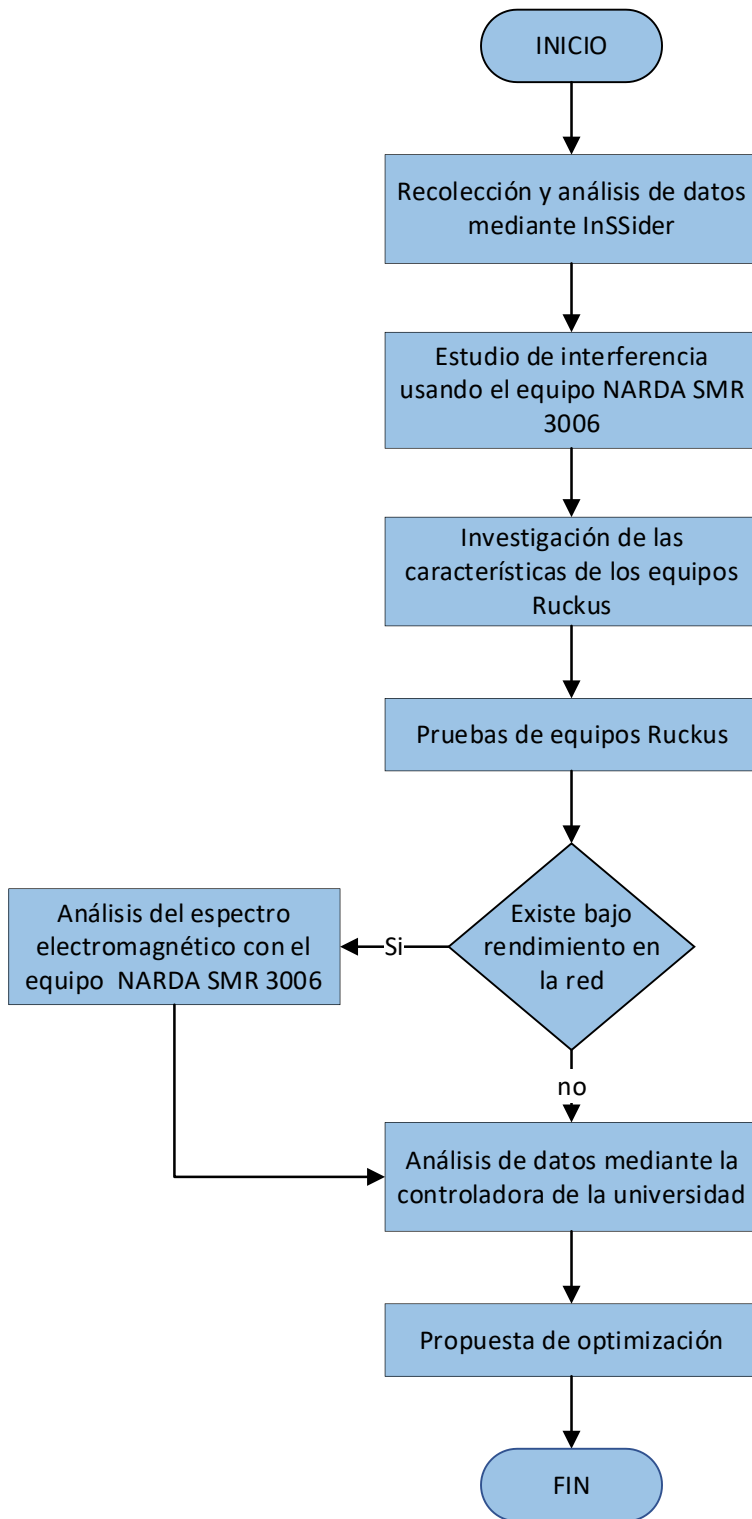 INICIO
Recolección y análisis de datos
mediante InSSider
Estudio de interferencia
usando el equipo NARDA SMR
3006
Investigación de las
características de los equipos
Ruckus
Pruebas de equipos Ruckus
Existe bajo
rendimiento en
la red
Si
Análisis del espectro
electromagnético con el
equipo NARDA SMR 3006
no
Análisis de datos mediante la
controladora de la universidad
Propuesta de optimización
FIN